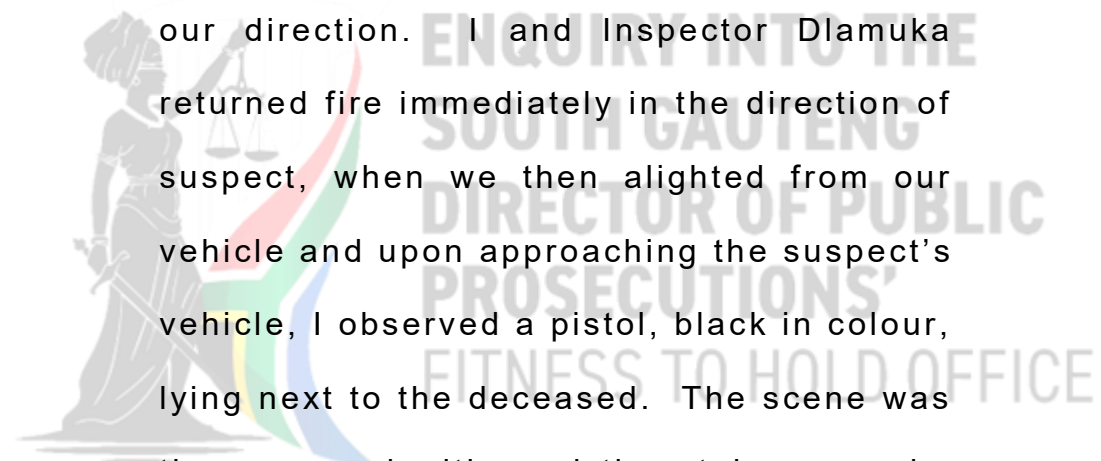 our direction. I and Inspector Dlamuka
returned fire immediately in the direction of
suspect, when we then alighted from our
vehicle and upon approaching the suspect’s
vehicle, I observed a pistol, black in colour,
lying next to the deceased. The scene was
ENQUIRY INTO THE
SOUTH GAUTENG
DIRECTOR OF PUBLIC
PROSECUTIONS’
FITNESS TO HOLD OFFICE